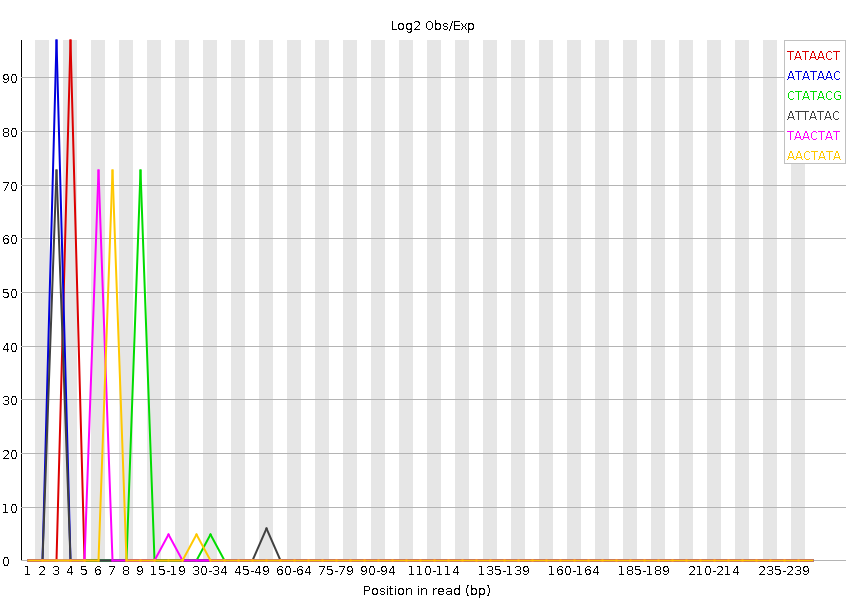 Log2 Obs/Exp
TATAACT
ATATAAC
CTATACG
ATTATAC
TAACTAT
AACTATA
90
80
70
60
50
40
30
20
10
0
1 2 3 4 5 6 7 8 9 15-19 30-34 45-49 60-64 75-79 90-94 110-114 135-139 160-164 185-189 210-214 235-239
Position in read (bp)